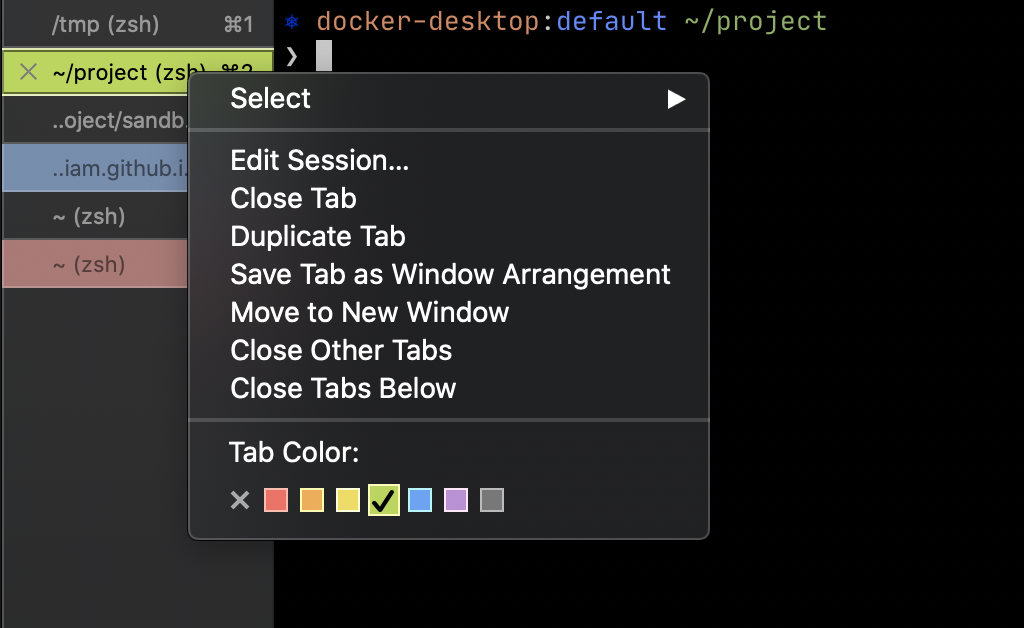 /tmp (zsh) ⌘1
~/project (zsh) ⌘2
..oject/sandb.
..iam.github.i.
~ (zsh)
~ (zsh)
docker-desktop:default ~/project
❯
Select
Edit Session...
Close Tab
Duplicate Tab
Save Tab as Window Arrangement
Move to New Window
Close Other Tabs
Close Tabs Below
Tab Color: